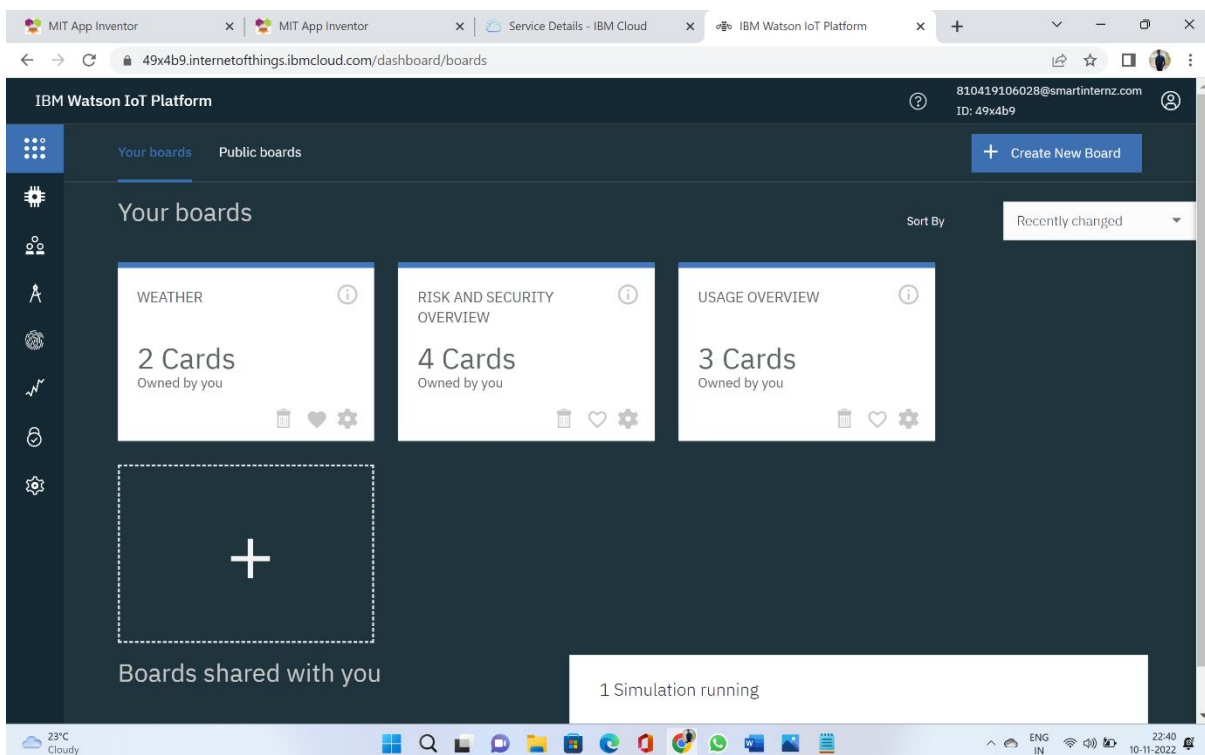 MIT App Inventor
MIT App Inventor
Service Details - IBM Cloud
IBM Watson IoT Platform
49x4b9.internetofthings.ibmcloud.com/dashboard/boards
IBM Watson IoT Platform
810419106028@smartinternz.com
ID: 49x4b9
Your boards
Public boards
Create New Board
Your boards
Sort By
Recently changed
WEATHER
2 Cards
Owned by you
RISK AND SECURITY
OVERVIEW
4 Cards
Owned by you
USAGE OVERVIEW
3 Cards
Owned by you
Boards shared with you
1 Simulation running
23°C
Cloudy
ENG
IN
22:40
10-11-2022